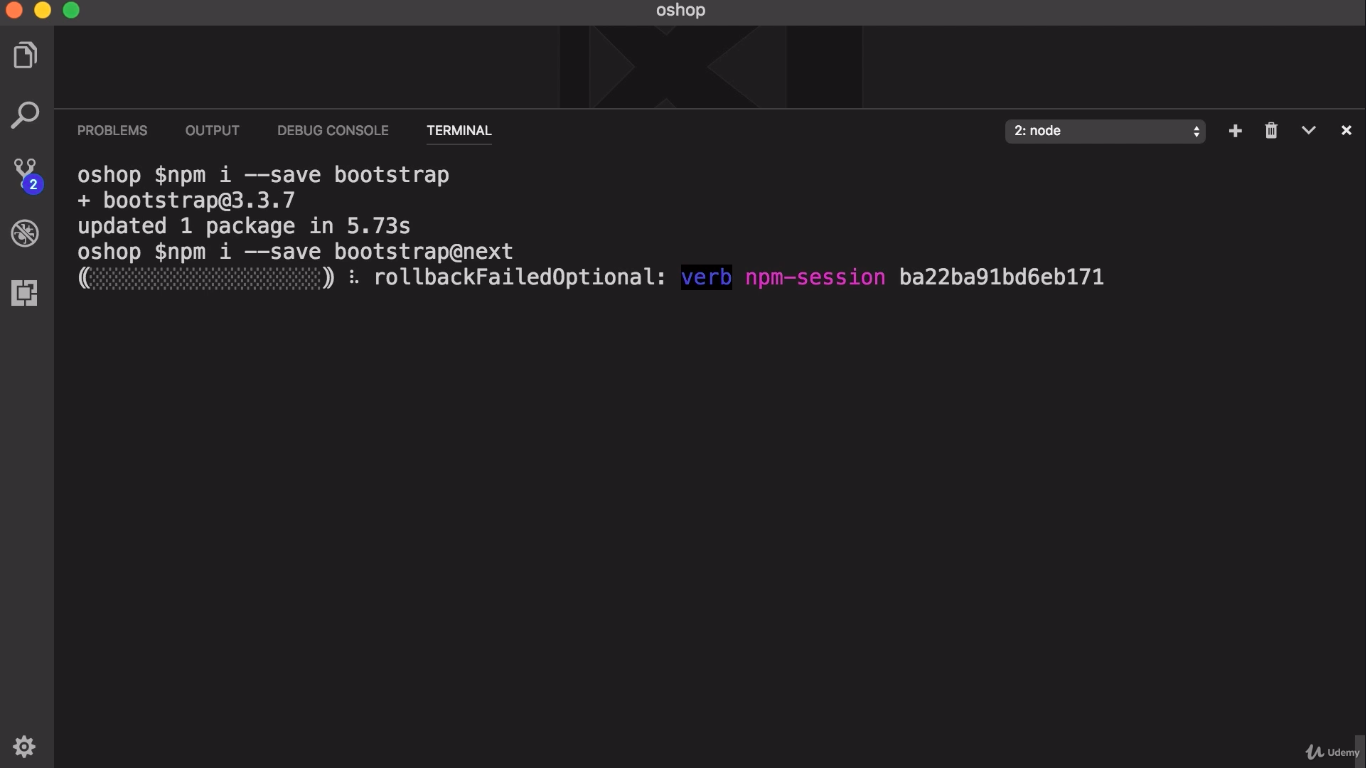 oshop
PROBLEMS OUTPUT DEBUG CONSOLE TERMINAL 2: node
oshop $npm i --save bootstrap
+ bootstrap@3.3.7
updated 1 package in 5.73s
oshop $npm i --save bootstrap@next
(░░░░░░░░░░░░░░░░░░) ⠧ rollbackFailedOptional: verb npm-session ba22ba91bd6eb171
2
Udemy